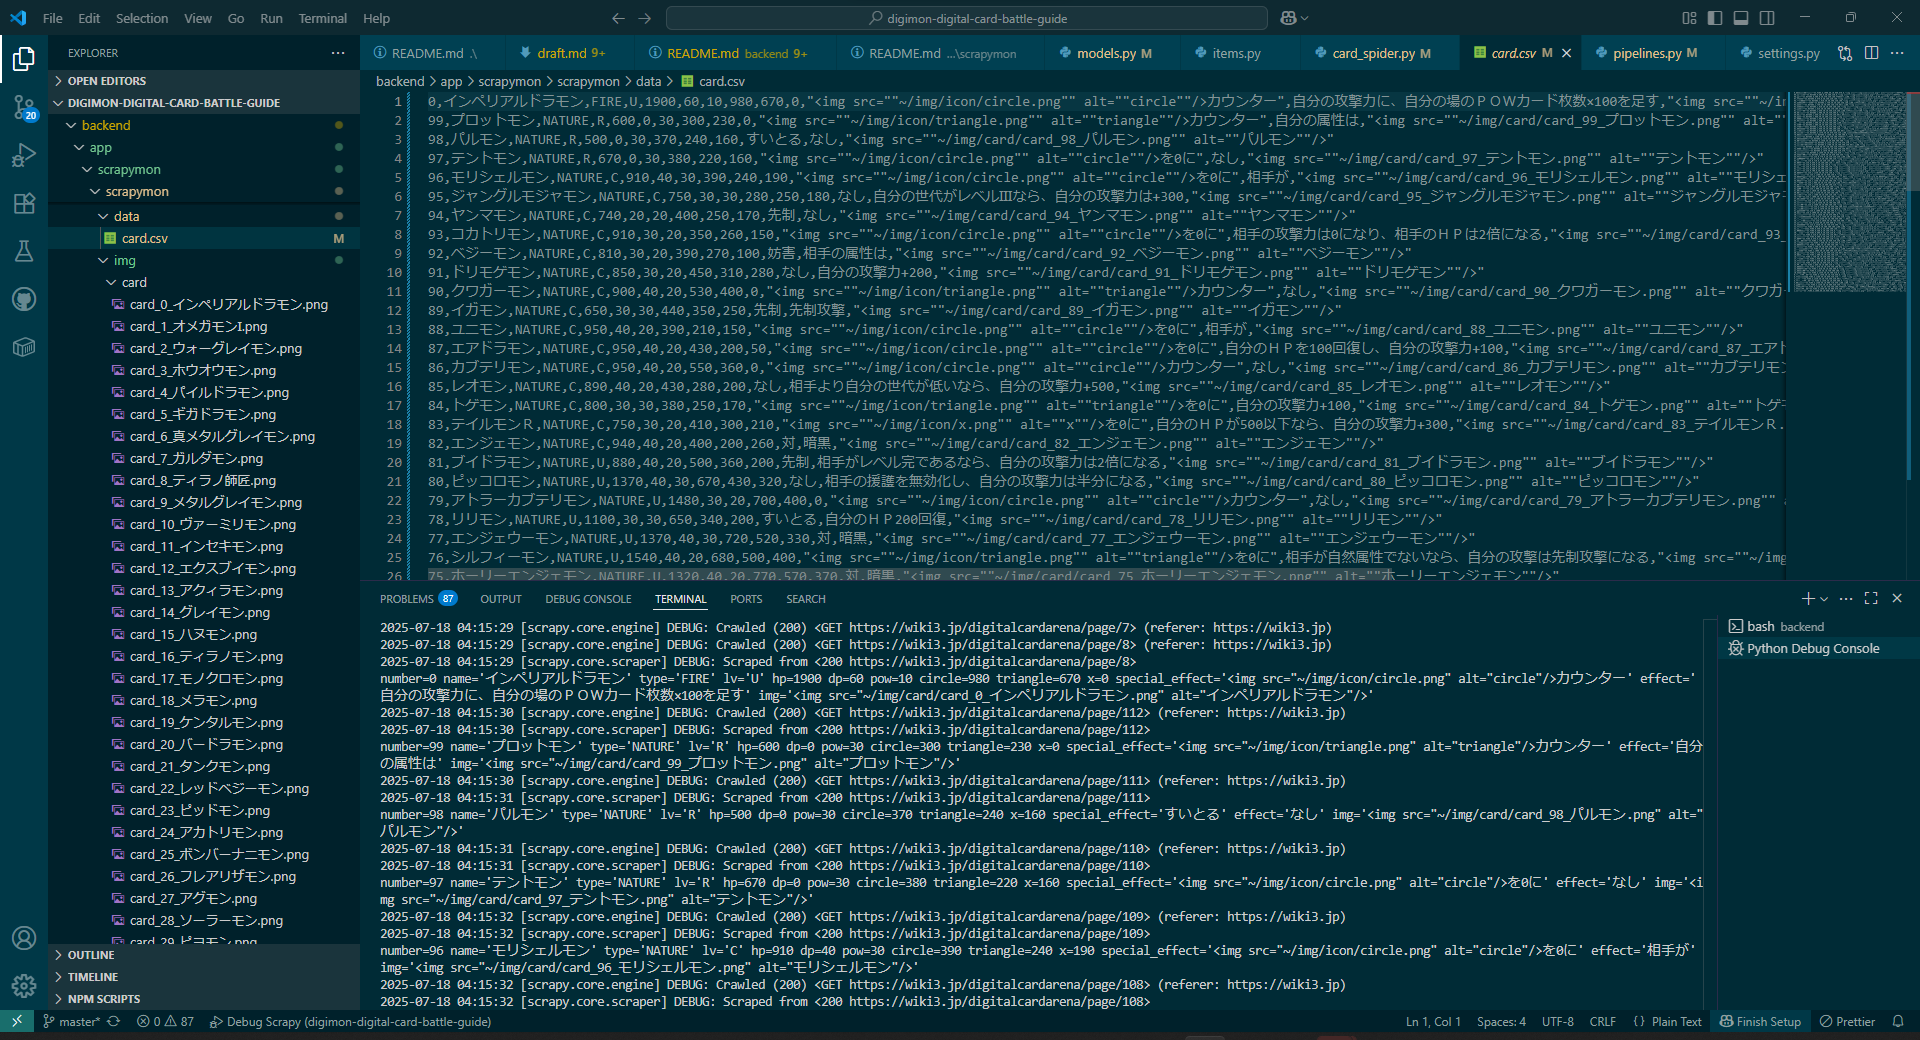 File Edit Selection View Go Run Terminal Help
digimon-digital-card-battle-guide
EXPLORER
README.md .\
draft.md 9+
README.md backend 9+
README.md ...\scrapymon
models.py M
items.py
card_spider.py M
card.csv M
pipelines.py M
settings.py
backend > app > scrapymon > scrapymon > data > card.csv
OPEN EDITORS
DIGIMON-DIGITAL-CARD-BATTLE-GUIDE
backend
app
scrapymon
scrapymon
data
card.csv M
img
card
card_0_インペリアルドラモン.png
card_1_オメガモンI.png
card_2_ウォーグレイモン.png
card_3_ホウオウモン.png
card_4_パイルドラモン.png
card_5_ギガドラモン.png
card_6_真メタルグレイモン.png
card_7_ガルダモン.png
card_8_ティラノ師匠.png
card_9_メタルグレイモン.png
card_10_ヴァーミリモン.png
card_11_インセキモン.png
card_12_エクスブイモン.png
card_13_アクィラモン.png
card_14_グレイモン.png
card_15_ハヌモン.png
card_16_ティラノモン.png
card_17_モノクロモン.png
card_18_メラモン.png
card_19_ケンタルモン.png
card_20_バードラモン.png
card_21_タンクモン.png
card_22_レッドベジーモン.png
card_23_ピッドモン.png
card_24_アカトリモン.png
card_25_ボンバーナニモン.png
card_26_フレアリザモン.png
card_27_アグモン.png
card_28_ソーラーモン.png
card_29_ピヨモン.png
OUTLINE
TIMELINE
NPM SCRIPTS
1 0,インペリアルドラモン,FIRE,U,1900,60,10,980,670,0,"<img src=""~/img/icon/circle.png"" alt=""circle""/>カウンター",自分の攻撃力に、自分の場のＰＯＷカード枚数×100を足す,"<img src=""~/im
2 99,プロットモン,NATURE,R,600,0,30,300,230,0,"<img src=""~/img/icon/triangle.png"" alt=""triangle""/>カウンター",自分の属性は,"<img src=""~/img/card/card_99_プロットモン.png"" alt=""
3 98,パルモン,NATURE,R,500,0,30,370,240,160,すいとる,なし,"<img src=""~/img/card/card_98_パルモン.png"" alt=""パルモン""/>"
4 97,テントモン,NATURE,R,670,0,30,380,220,160,"<img src=""~/img/icon/circle.png"" alt=""circle""/>を0に",なし,"<img src=""~/img/card/card_97_テントモン.png"" alt=""テントモン""/>"
5 96,モリシェルモン,NATURE,C,910,40,30,390,240,190,"<img src=""~/img/icon/circle.png"" alt=""circle""/>を0に",相手が,"<img src=""~/img/card/card_96_モリシェルモン.png"" alt=""モリシェ
6 95,ジャングルモジャモン,NATURE,C,750,30,30,280,250,180,なし,自分の世代がレベルⅢなら、自分の攻撃力は+300,"<img src=""~/img/card/card_95_ジャングルモジャモン.png"" alt=""ジャングルモジャモ
7 94,ヤンマモン,NATURE,C,740,20,20,400,250,170,先制,なし,"<img src=""~/img/card/card_94_ヤンマモン.png"" alt=""ヤンマモン""/>"
8 93,コカトリモン,NATURE,C,910,30,20,350,260,150,"<img src=""~/img/icon/circle.png"" alt=""circle""/>を0に",相手の攻撃力は0になり、相手のＨＰは2倍になる,"<img src=""~/img/card/card_93_
9 92,ベジーモン,NATURE,C,810,30,20,390,270,100,妨害,相手の属性は,"<img src=""~/img/card/card_92_ベジーモン.png"" alt=""ベジーモン""/>"
10 91,ドリモゲモン,NATURE,C,850,30,20,450,310,280,なし,自分の攻撃力+200,"<img src=""~/img/card/card_91_ドリモゲモン.png"" alt=""ドリモゲモン""/>"
11 90,クワガーモン,NATURE,C,900,40,20,530,400,0,"<img src=""~/img/icon/triangle.png"" alt=""triangle""/>カウンター",なし,"<img src=""~/img/card/card_90_クワガーモン.png"" alt=""クワガ
12 89,イガモン,NATURE,C,650,30,30,440,350,250,先制,先制攻撃,"<img src=""~/img/card/card_89_イガモン.png"" alt=""イガモン""/>"
13 88,ユニモン,NATURE,C,950,40,20,390,210,150,"<img src=""~/img/icon/circle.png"" alt=""circle""/>を0に",相手が,"<img src=""~/img/card/card_88_ユニモン.png"" alt=""ユニモン""/>"
14 87,エアドラモン,NATURE,C,950,40,20,430,200,50,"<img src=""~/img/icon/circle.png"" alt=""circle""/>を0に",自分のＨＰを100回復し、自分の攻撃力+100,"<img src=""~/img/card/card_87_エアド
15 86,カブテリモン,NATURE,C,950,40,20,550,360,0,"<img src=""~/img/icon/circle.png"" alt=""circle""/>カウンター",なし,"<img src=""~/img/card/card_86_カブテリモン.png"" alt=""カブテリモン
16 85,レオモン,NATURE,C,890,40,20,430,280,200,なし,相手より自分の世代が低いなら、自分の攻撃力+500,"<img src=""~/img/card/card_85_レオモン.png"" alt=""レオモン""/>"
17 84,トゲモン,NATURE,C,800,30,30,380,250,170,"<img src=""~/img/icon/triangle.png"" alt=""triangle""/>を0に",自分の攻撃力+100,"<img src=""~/img/card/card_84_トゲモン.png"" alt=""トゲモ
18 83,テイルモンＲ,NATURE,C,750,30,20,410,300,210,"<img src=""~/img/icon/x.png"" alt=""x""/>を0に",自分のＨＰが500以下なら、自分の攻撃力+300,"<img src=""~/img/card/card_83_テイルモンＲ.
19 82,エンジェモン,NATURE,C,940,40,20,400,200,260,対,暗黒,"<img src=""~/img/card/card_82_エンジェモン.png"" alt=""エンジェモン""/>"
20 81,ブイドラモン,NATURE,U,880,40,20,500,360,200,先制,相手がレベル完であるなら、自分の攻撃力は2倍になる,"<img src=""~/img/card/card_81_ブイドラモン.png"" alt=""ブイドラモン""/>"
21 80,ピッコロモン,NATURE,U,1370,40,30,670,430,320,なし,相手の援護を無効化し、自分の攻撃力は半分になる,"<img src=""~/img/card/card_80_ピッコロモン.png"" alt=""ピッコロモン""/>"
22 79,アトラーカブテリモン,NATURE,U,1480,30,20,700,400,0,"<img src=""~/img/icon/circle.png"" alt=""circle""/>カウンター",なし,"<img src=""~/img/card/card_79_アトラーカブテリモン.png"" a
23 78,リリモン,NATURE,U,1100,30,30,650,340,200,すいとる,自分のＨＰ200回復,"<img src=""~/img/card/card_78_リリモン.png"" alt=""リリモン""/>"
24 77,エンジェウーモン,NATURE,U,1370,40,30,720,520,330,対,暗黒,"<img src=""~/img/card/card_77_エンジェウーモン.png"" alt=""エンジェウーモン""/>"
25 76,シルフィーモン,NATURE,U,1540,40,20,680,500,400,"<img src=""~/img/icon/triangle.png"" alt=""triangle""/>を0に",相手が自然属性でないなら、自分の攻撃は先制攻撃になる,"<img src=""~/img
26 75,ホーリーエンジェモン,NATURE,U,1320,40,20,770,570,370,対,暗黒,"<img src=""~/img/card/card_75_ホーリーエンジェモン.png"" alt=""ホーリーエンジェモン""/>"
PROBLEMS 87 OUTPUT DEBUG CONSOLE TERMINAL PORTS SEARCH
2025-07-18 04:15:29 [scrapy.core.engine] DEBUG: Crawled (200) <GET https://wiki3.jp/digitalcardarena/page/7> (referer: https://wiki3.jp)
2025-07-18 04:15:29 [scrapy.core.engine] DEBUG: Crawled (200) <GET https://wiki3.jp/digitalcardarena/page/8> (referer: https://wiki3.jp)
2025-07-18 04:15:29 [scrapy.core.scraper] DEBUG: Scraped from <200 https://wiki3.jp/digitalcardarena/page/8>
number=0 name='インペリアルドラモン' type='FIRE' lv='U' hp=1900 dp=60 pow=10 circle=980 triangle=670 x=0 special_effect='<img src="~/img/icon/circle.png" alt="circle"/>カウンター' effect='
自分の攻撃力に、自分の場のＰＯＷカード枚数×100を足す' img='<img src="~/img/card/card_0_インペリアルドラモン.png" alt="インペリアルドラモン"/>'
2025-07-18 04:15:30 [scrapy.core.engine] DEBUG: Crawled (200) <GET https://wiki3.jp/digitalcardarena/page/112> (referer: https://wiki3.jp)
2025-07-18 04:15:30 [scrapy.core.scraper] DEBUG: Scraped from <200 https://wiki3.jp/digitalcardarena/page/112>
number=99 name='プロットモン' type='NATURE' lv='R' hp=600 dp=0 pow=30 circle=300 triangle=230 x=0 special_effect='<img src="~/img/icon/triangle.png" alt="triangle"/>カウンター' effect='自分
の属性は' img='<img src="~/img/card/card_99_プロットモン.png" alt="プロットモン"/>'
2025-07-18 04:15:30 [scrapy.core.engine] DEBUG: Crawled (200) <GET https://wiki3.jp/digitalcardarena/page/111> (referer: https://wiki3.jp)
2025-07-18 04:15:31 [scrapy.core.scraper] DEBUG: Scraped from <200 https://wiki3.jp/digitalcardarena/page/111>
number=98 name='パルモン' type='NATURE' lv='R' hp=500 dp=0 pow=30 circle=370 triangle=240 x=160 special_effect='すいとる' effect='なし' img='<img src="~/img/card/card_98_パルモン.png" alt="
パルモン"/>'
2025-07-18 04:15:31 [scrapy.core.engine] DEBUG: Crawled (200) <GET https://wiki3.jp/digitalcardarena/page/110> (referer: https://wiki3.jp)
2025-07-18 04:15:31 [scrapy.core.scraper] DEBUG: Scraped from <200 https://wiki3.jp/digitalcardarena/page/110>
number=97 name='テントモン' type='NATURE' lv='R' hp=670 dp=0 pow=30 circle=380 triangle=220 x=160 special_effect='<img src="~/img/icon/circle.png" alt="circle"/>を0に' effect='なし' img='<i
mg src="~/img/card/card_97_テントモン.png" alt="テントモン"/>'
2025-07-18 04:15:32 [scrapy.core.engine] DEBUG: Crawled (200) <GET https://wiki3.jp/digitalcardarena/page/109> (referer: https://wiki3.jp)
2025-07-18 04:15:32 [scrapy.core.scraper] DEBUG: Scraped from <200 https://wiki3.jp/digitalcardarena/page/109>
number=96 name='モリシェルモン' type='NATURE' lv='C' hp=910 dp=40 pow=30 circle=390 triangle=240 x=190 special_effect='<img src="~/img/icon/circle.png" alt="circle"/>を0に' effect='相手が'
img='<img src="~/img/card/card_96_モリシェルモン.png" alt="モリシェルモン"/>'
2025-07-18 04:15:32 [scrapy.core.engine] DEBUG: Crawled (200) <GET https://wiki3.jp/digitalcardarena/page/108> (referer: https://wiki3.jp)
2025-07-18 04:15:32 [scrapy.core.scraper] DEBUG: Scraped from <200 https://wiki3.jp/digitalcardarena/page/108>
bash backend
Python Debug Console
20
master* 0 87 Debug Scrapy (digimon-digital-card-battle-guide)
Ln 1, Col 1 Spaces: 4 UTF-8 CRLF {} Plain Text Finish Setup Prettier